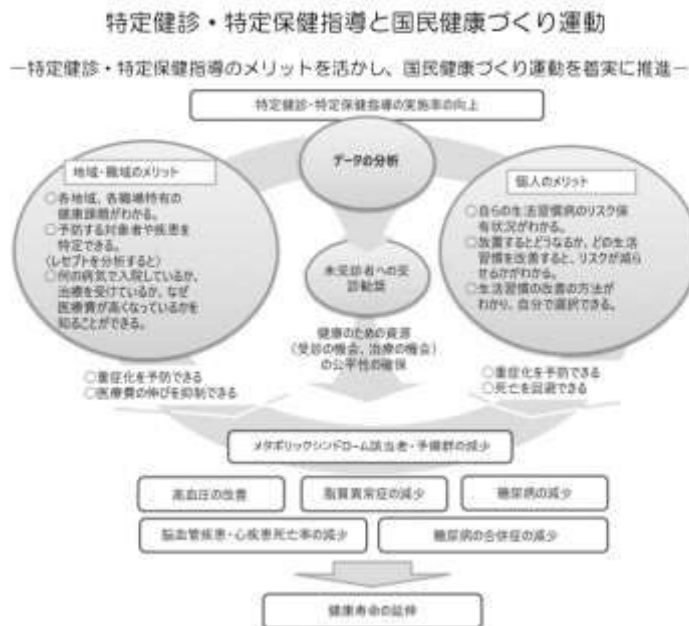 特定健診・特定保健指導と国民健康づくり運動
―特定健診・特定保健指導のメリットを活かし、国民健康づくり運動を着実に推進―
特定健診・特定保健指導の実施率の向上
データの分析
地域・職域のメリット
○各地域、各職場特有の
健康課題がわかる。
○予防する対象者や疾患を
特定できる。
(レセプトを分析すると)
○何の病気で入院しているか、
治療を受けているか、なぜ
医療費が高くなっているかを
知ることができる。
個人のメリット
○自らの生活習慣病のリスク保
有状況がわかる。
○放置するとどうなるか、どの生活
習慣を改善すると、リスクが減ら
せるかがわかる。
○生活習慣の改善の方法が
わかり、自分で選択できる。
未受診者への受
診勧奨
健康のための資源
(受診の機会、治療の機会)
の公平性の確保
○重症化を予防できる
○医療費の伸びを抑制できる
○重症化を予防できる
○死亡を回避できる
メタボリックシンドローム該当者・予備群の減少
高血圧の改善
脂質異常症の減少
糖尿病の減少
脳血管疾患・心疾患死亡率の減少
糖尿病の合併症の減少
健康寿命の延伸